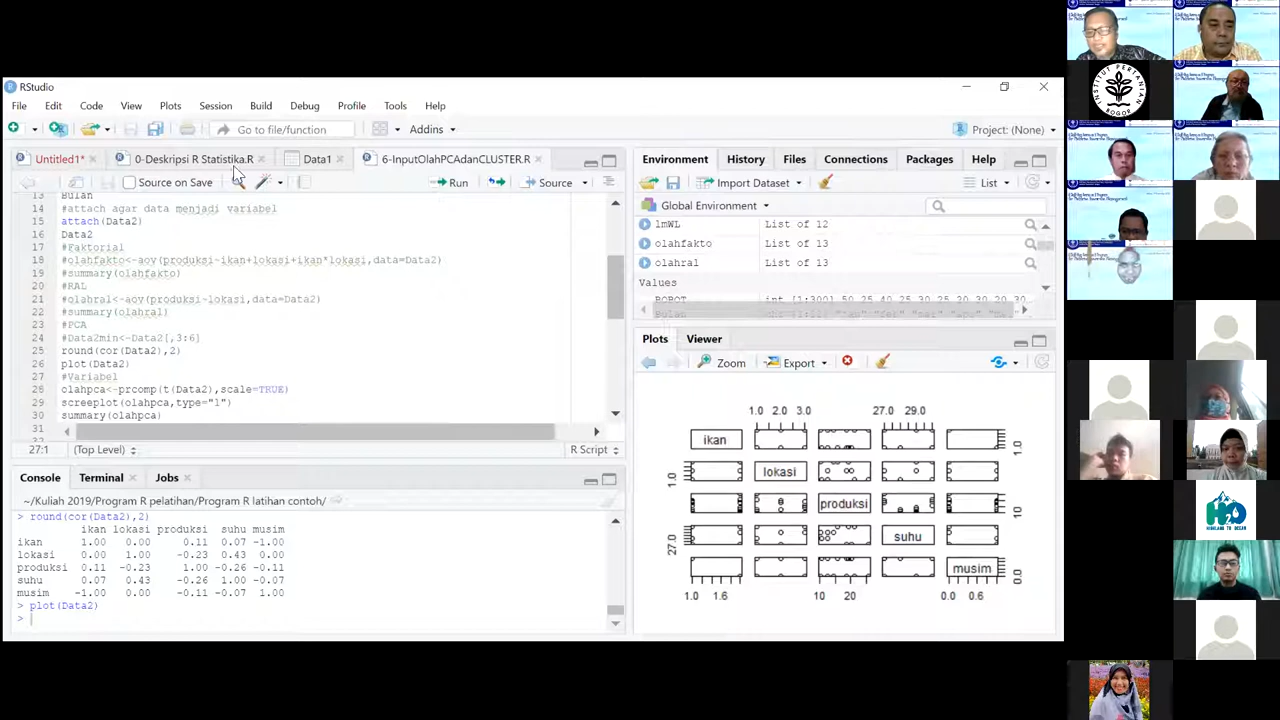 RStudio
File Edit Code View Plots Session Build Debug Profile Tools Help
Go to file/function Addins Project: (None)
Untitled1* 0-Deskripsi R Statistika.R Data1 6-InputOlahPCAdanCLUSTER.R
Source on Save Run Source
13 Bulan
14 #attach agar data menjadi variabel
15 attach(Data2)
16 Data2
17 #Faktorial
18
19 #summary(olahfakto)
20 #RAL
21 #olahral<-aov(produksi~lokasi,data=Data2)
22 #summary(olahral)
23 #PCA
24 #Data2min<-Data2[,3:6]
25 round(cor(Data2),2)
26 plot(Data2)
27 #Variabel
28 olahpca<-prcomp(t(Data2),scale=TRUE)
29 screeplot(olahpca,type="l")
30 summary(olahpca)
31
27:1 (Top Level) R Script
Console Terminal Jobs
~/Kuliah 2019/Program R pelatihan/Program R latihan contoh/
> round(cor(Data2),2)
ikan lokasi produksi suhu musim
ikan 1.00 0.00 0.11 0.07 -1.00
lokasi 0.00 1.00 -0.23 0.43 0.00
produksi 0.11 -0.23 1.00 -0.26 -0.11
suhu 0.07 0.43 -0.26 1.00 -0.07
musim -1.00 0.00 -0.11 -0.07 1.00
> plot(Data2)
>
Environment History Files Connections Packages Help
Import Dataset List
Global Environment
lmWL List of 12
olahfakto List of 13
olahral List of 13
Values
Plots Viewer
Zoom Export
1.0 2.0 3.0 27.0 29.0
ikan
1.0
lokasi
1.0
produksi
10
suhu
27.0
musim
0.0
1.0 1.6 10 20 0.0 0.6
INSTITUT PERTANIAN BOGOR
H2O